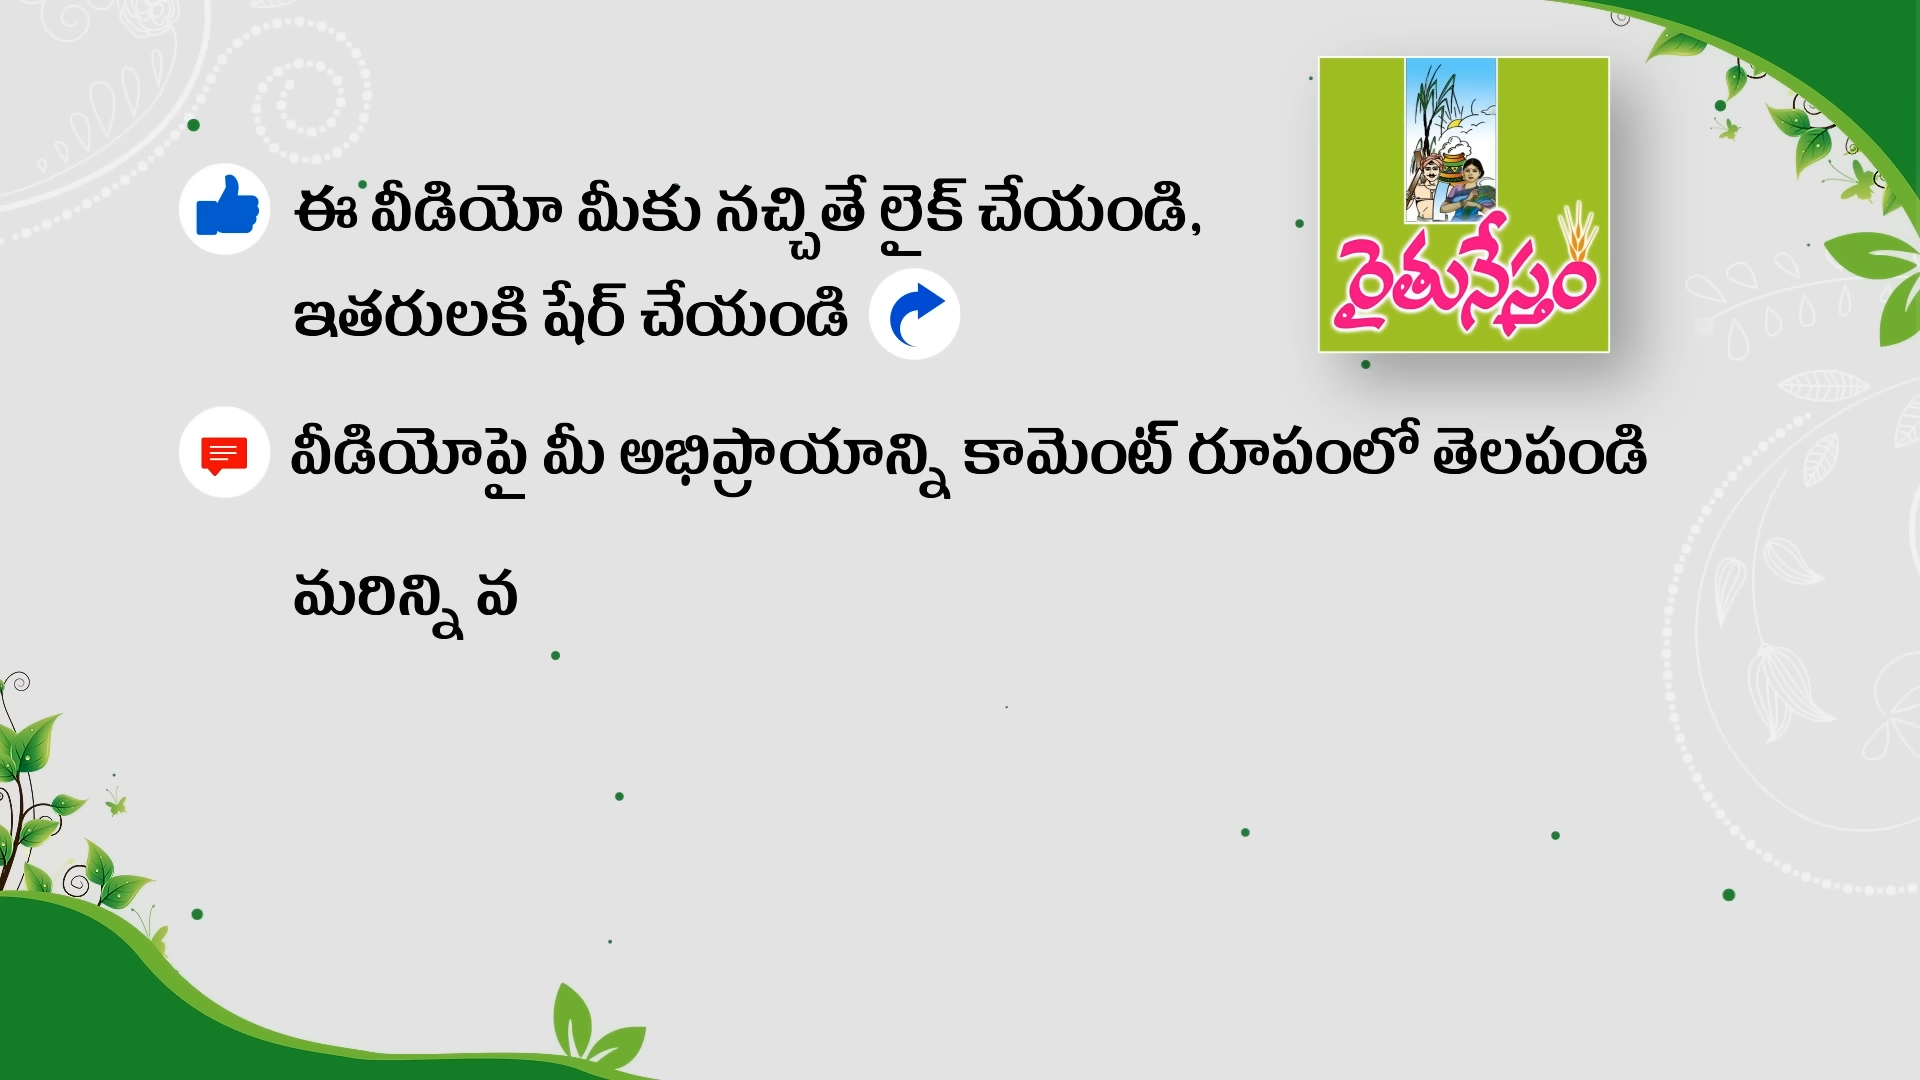 ఈ వీడియో మీకు నచ్చితే లైక్ చేయండి,
ఇతరులకి షేర్ చేయండి
రైతునేస్తం
వీడియోపై మీ అభిప్రాయాన్ని కామెంట్ రూపంలో తెలపండి
మరిన్ని వ